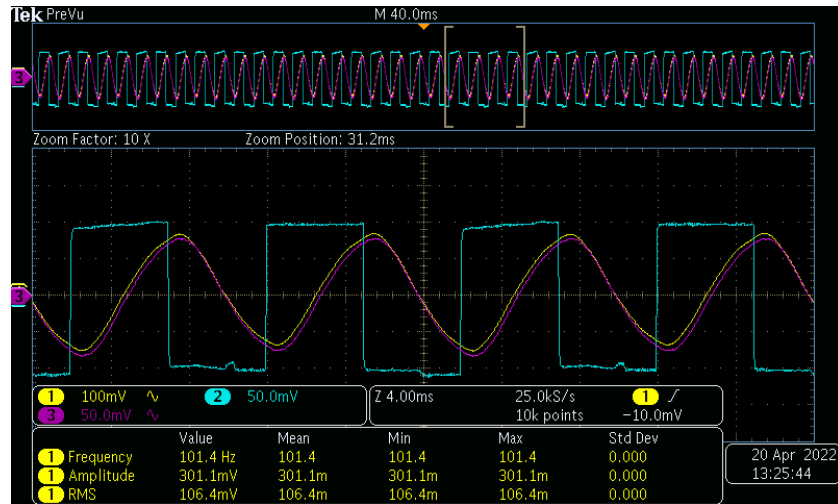 Tek PreVu M 40.0ms
3
Zoom Factor: 10 X Zoom Position: 31.2ms
3
1 100mV ∿ 2 50.0mV Z 4.00ms 25.0kS/s 1 ∫
3 50.0mV ∿ 10k points −10.0mV
Value Mean Min Max Std Dev
1 Frequency 101.4 Hz 101.4 101.4 101.4 0.000
1 Amplitude 301.1mV 301.1m 301.1m 301.1m 0.000
1 RMS 106.4mV 106.4m 106.4m 106.4m 0.000
20 Apr 2022
13:25:44